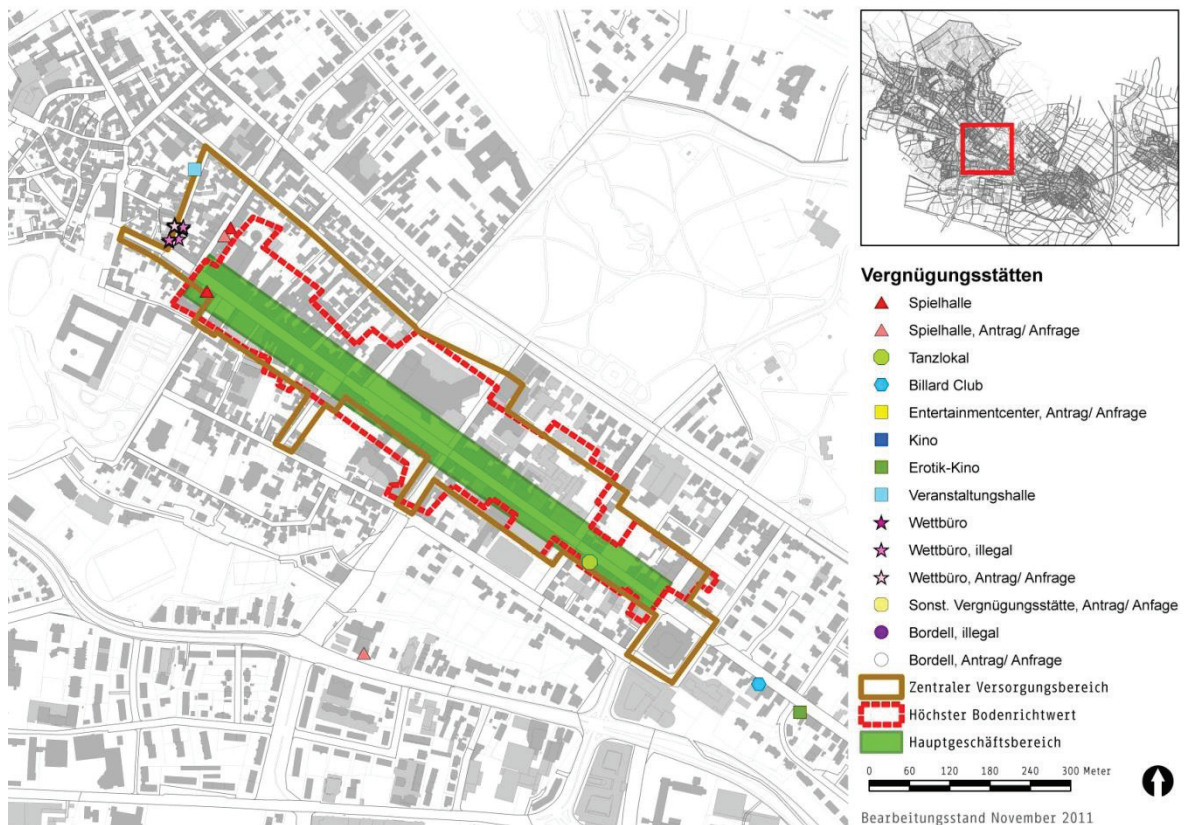 Vergnügungsstätten
Spielhalle
Spielhalle, Antrag/ Anfrage
Tanzlokal
Billard Club
Entertainmentcenter, Antrag/ Anfrage
Kino
Erotik-Kino
Veranstaltungshalle
Wettbüro
Wettbüro, illegal
Wettbüro, Antrag/ Anfrage
Sonst. Vergnügungsstätte, Antrag/ Anfage
Bordell, illegal
Bordell, Antrag/ Anfrage
Zentraler Versorgungsbereich
Höchster Bodenrichtwert
Hauptgeschäftsbereich
0 60 120 180 240 300 Meter
Bearbeitungsstand November 2011